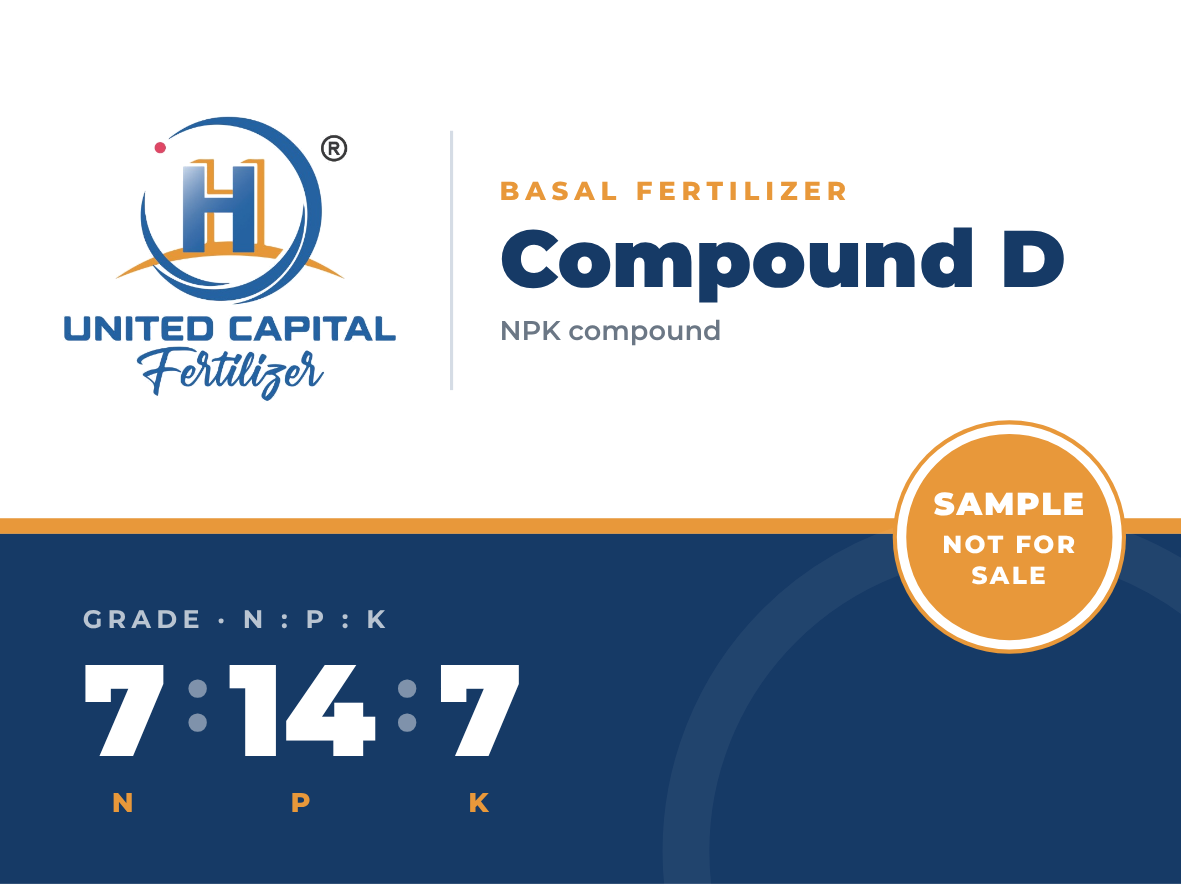 H
®
UNITED CAPITAL
Fertilizer
BASAL FERTILIZER
Compound D
NPK compound
SAMPLE
NOT FOR
SALE
GRADE · N : P : K
7:14:7
N P K